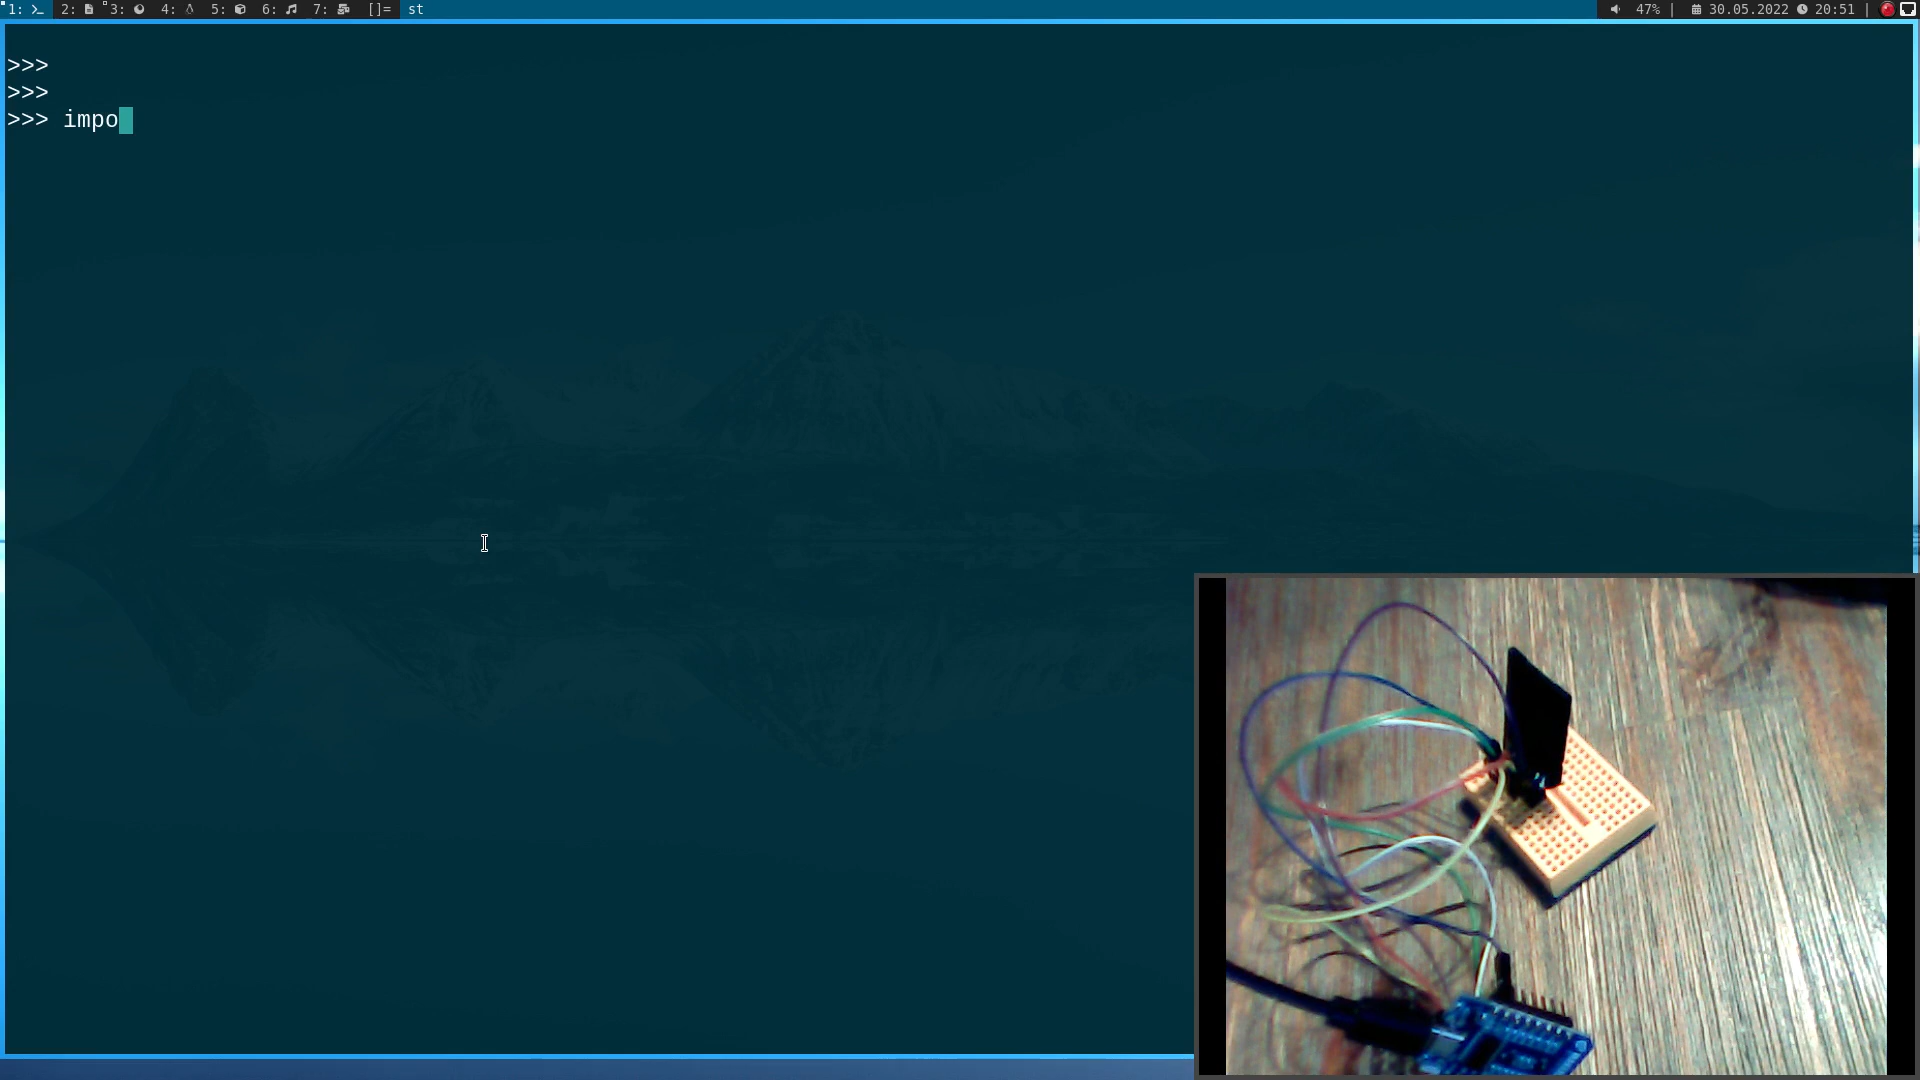 1: 2: 3: 4: 5: 6: 7: []= st 47% | 30.05.2022 20:51 |
>>>
>>>
>>> impo